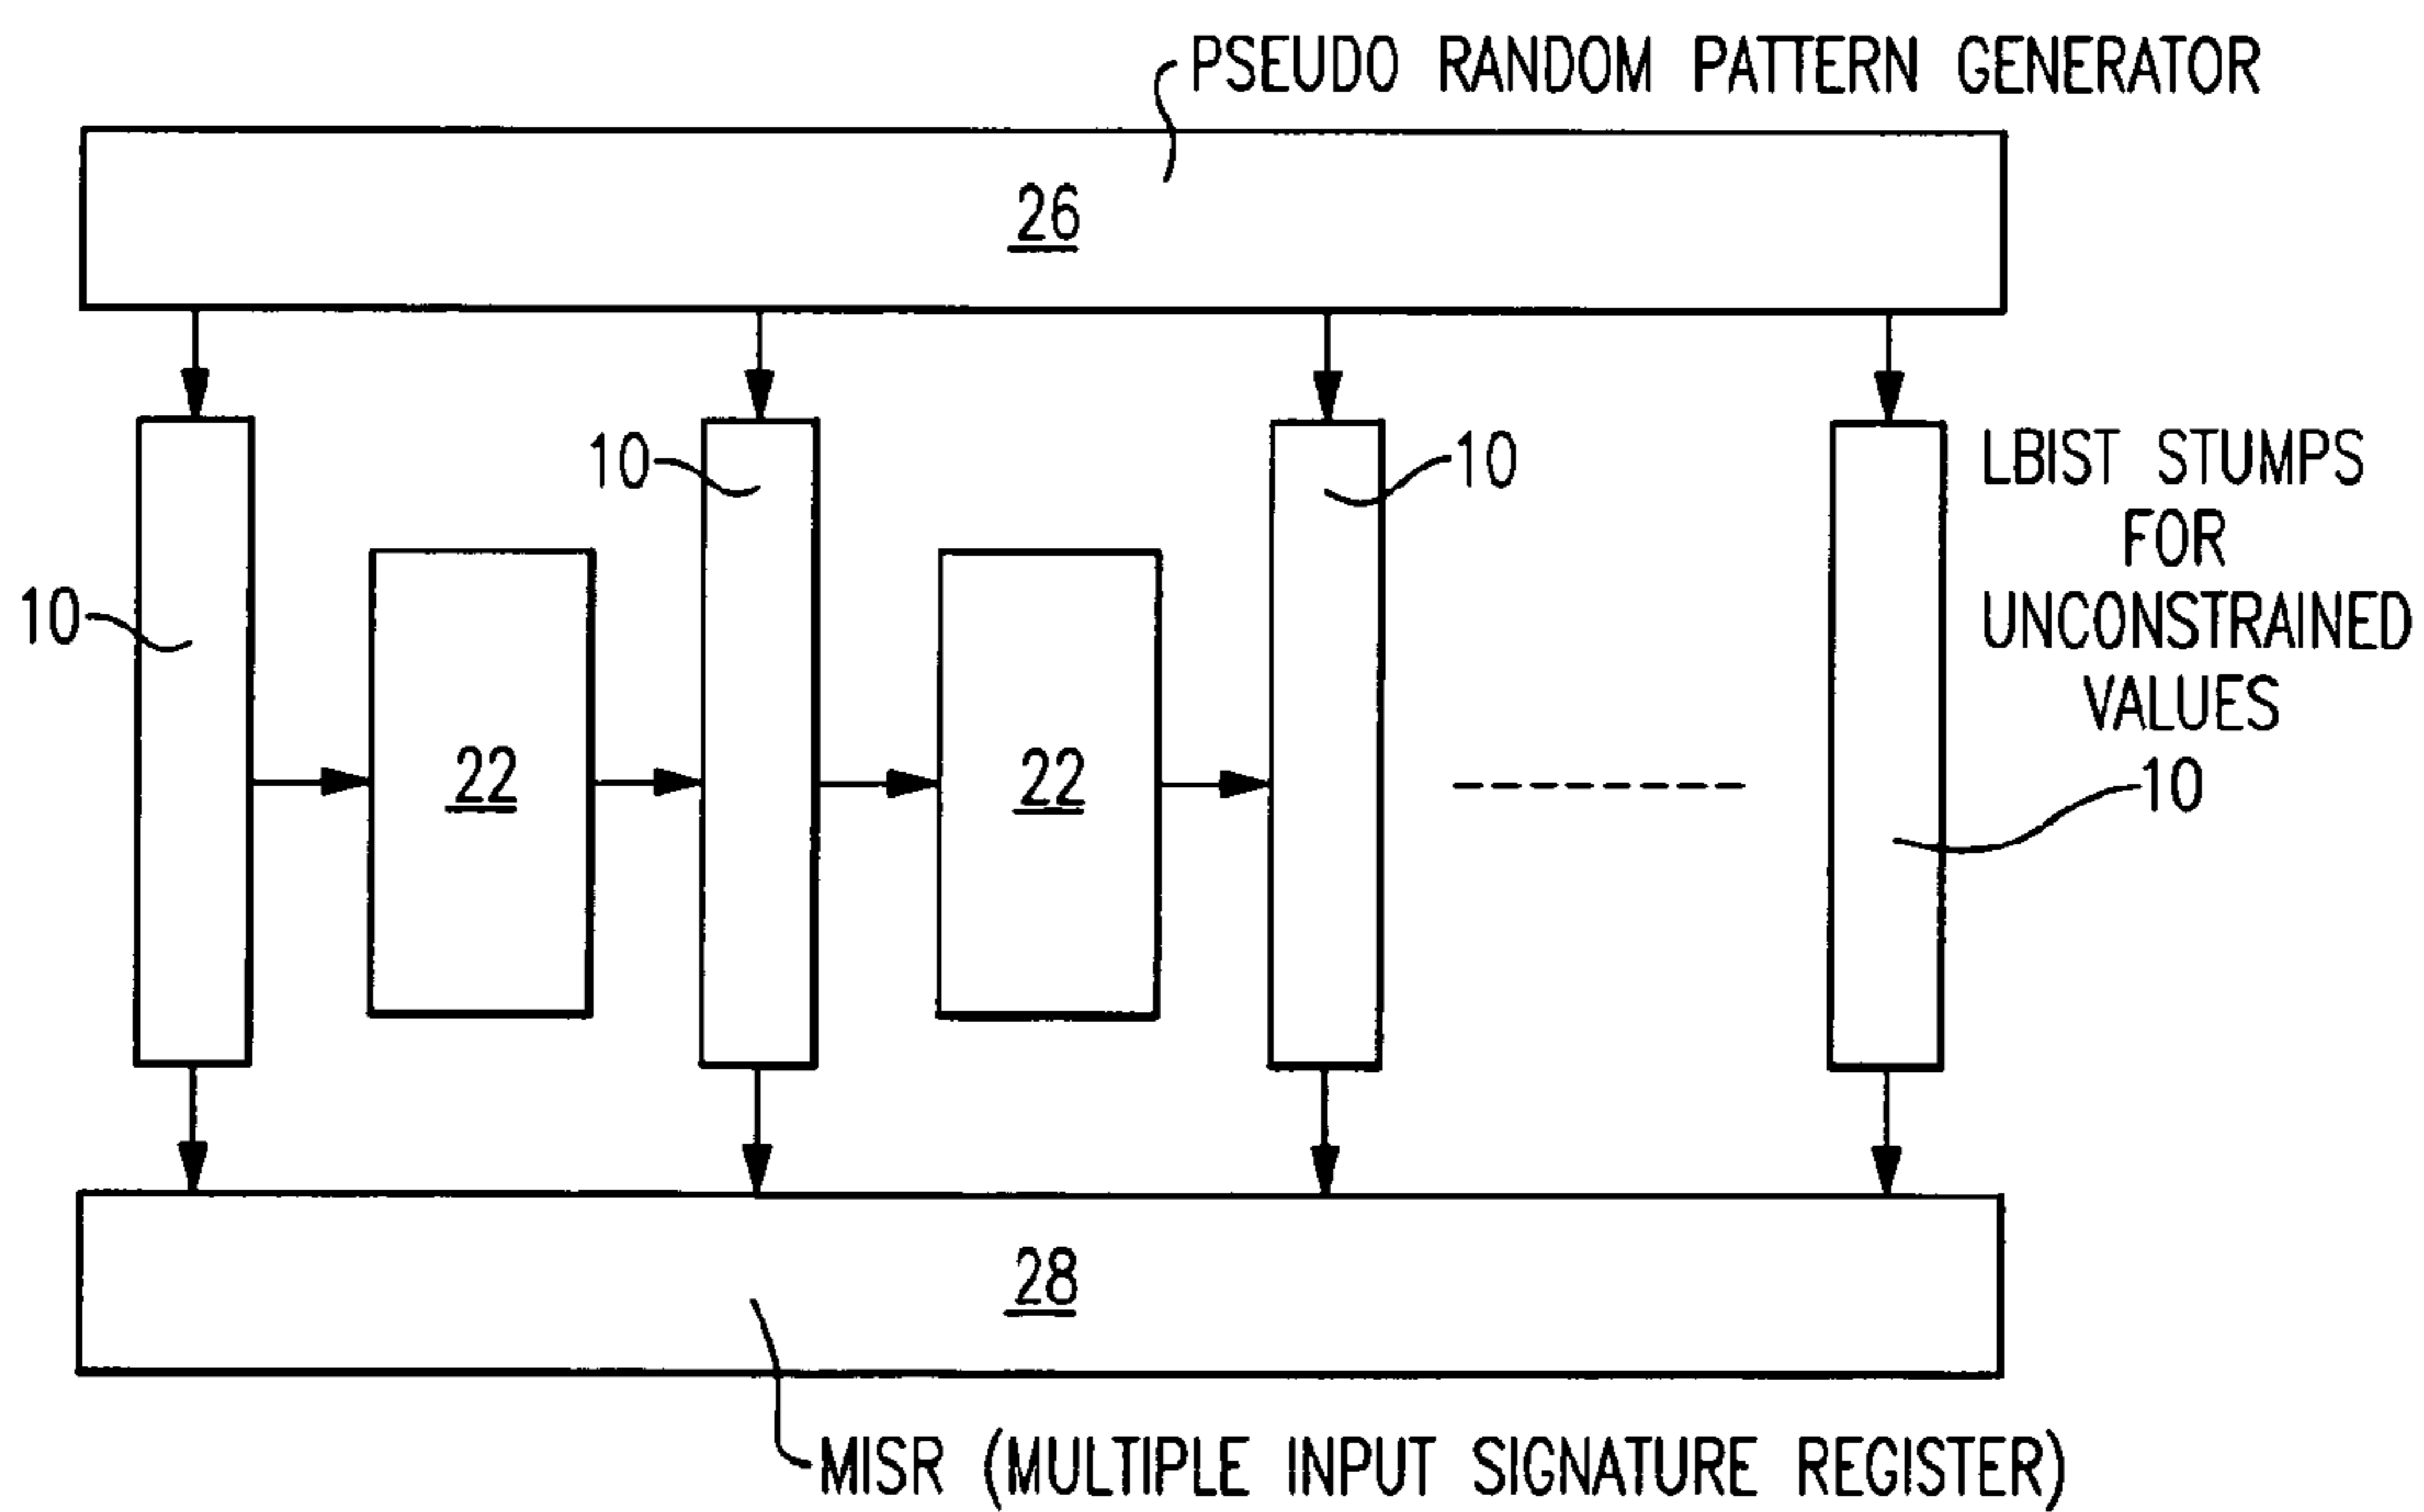 PSEUDO RANDOM PATTERN GENERATOR
26
10
10
LBIST STUMPS
FOR
UNCONSTRAINED
VALUES
10
22
22
10
28
MISR (MULTIPLE INPUT SIGNATURE REGISTER)